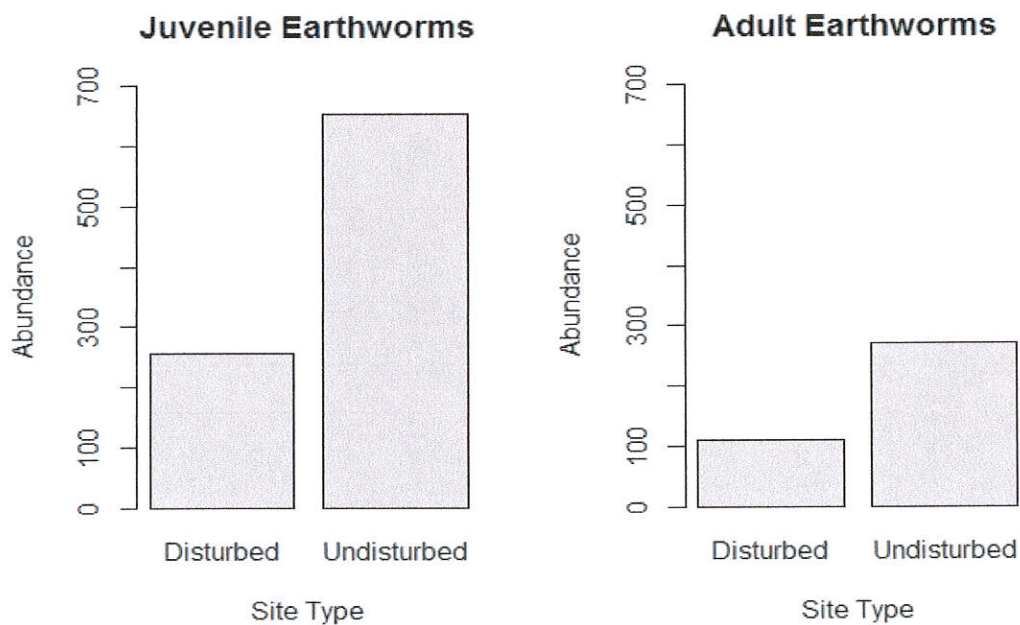 Juvenile Earthworms
Abundance
700
500
300
100
0
Disturbed Undisturbed
Site Type
Adult Earthworms
Abundance
700
500
300
100
0
Disturbed Undisturbed
Site Type